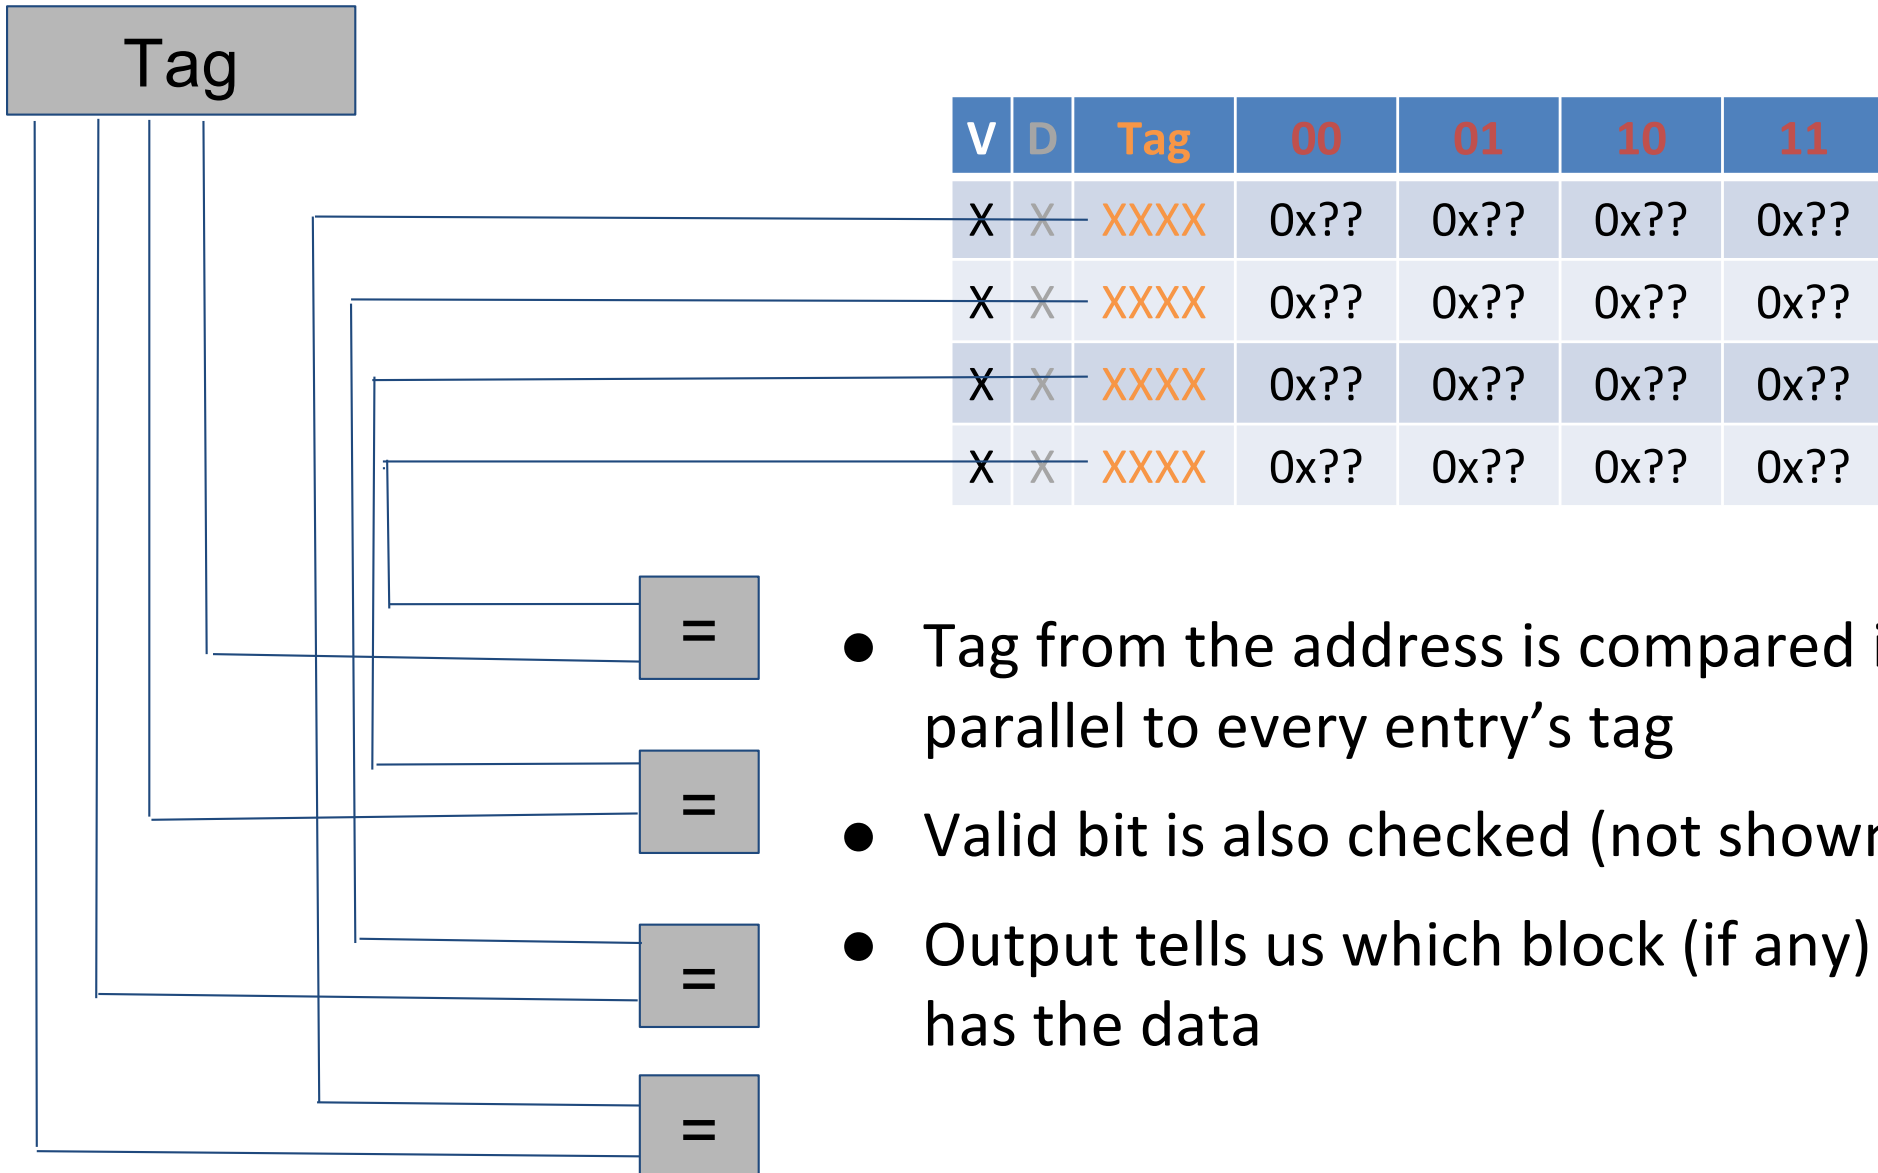 Tag
V D Tag 00 01 10 11
X X XXXX 0x?? 0x?? 0x?? 0x??
X X XXXX 0x?? 0x?? 0x?? 0x??
X X XXXX 0x?? 0x?? 0x?? 0x??
X X XXXX 0x?? 0x?? 0x?? 0x??
=
=
=
=
● Tag from the address is compared
parallel to every entry’s tag
● Valid bit is also checked (not
● Output tells us which block (if any)
has the data